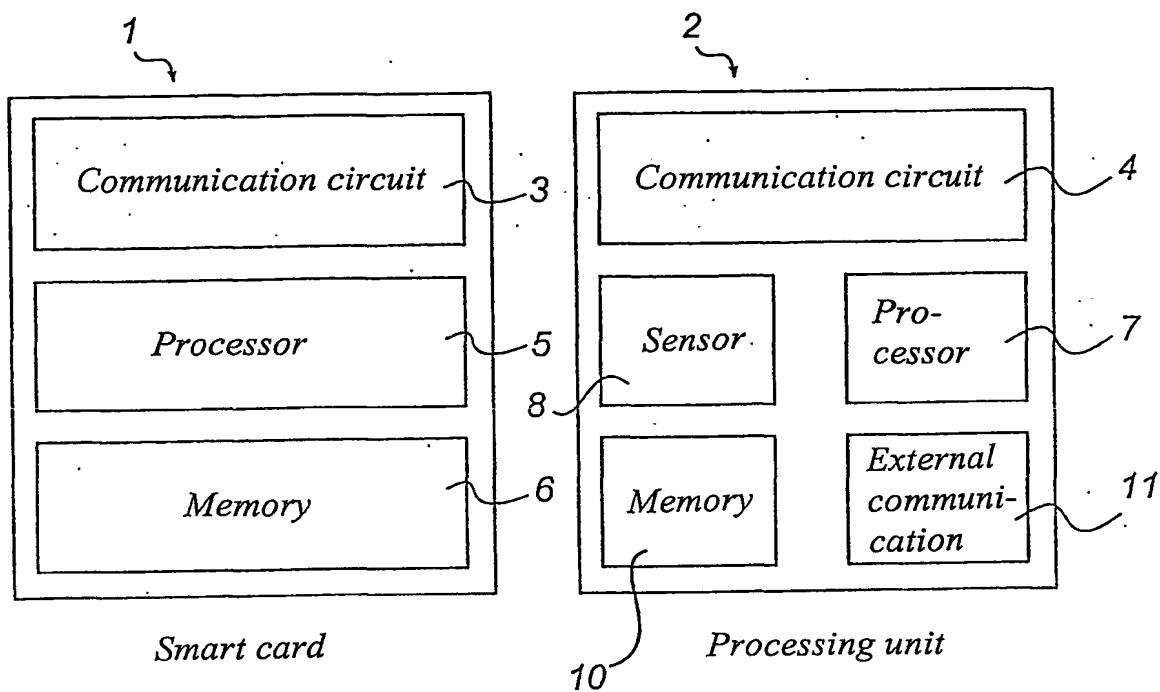 1
2
Communication circuit
3
Communication circuit
4
Processor
5
Sensor
8
Pro-
cessor
7
Memory
6
Memory
10
External
communi-
cation
11
Smart card
Processing unit